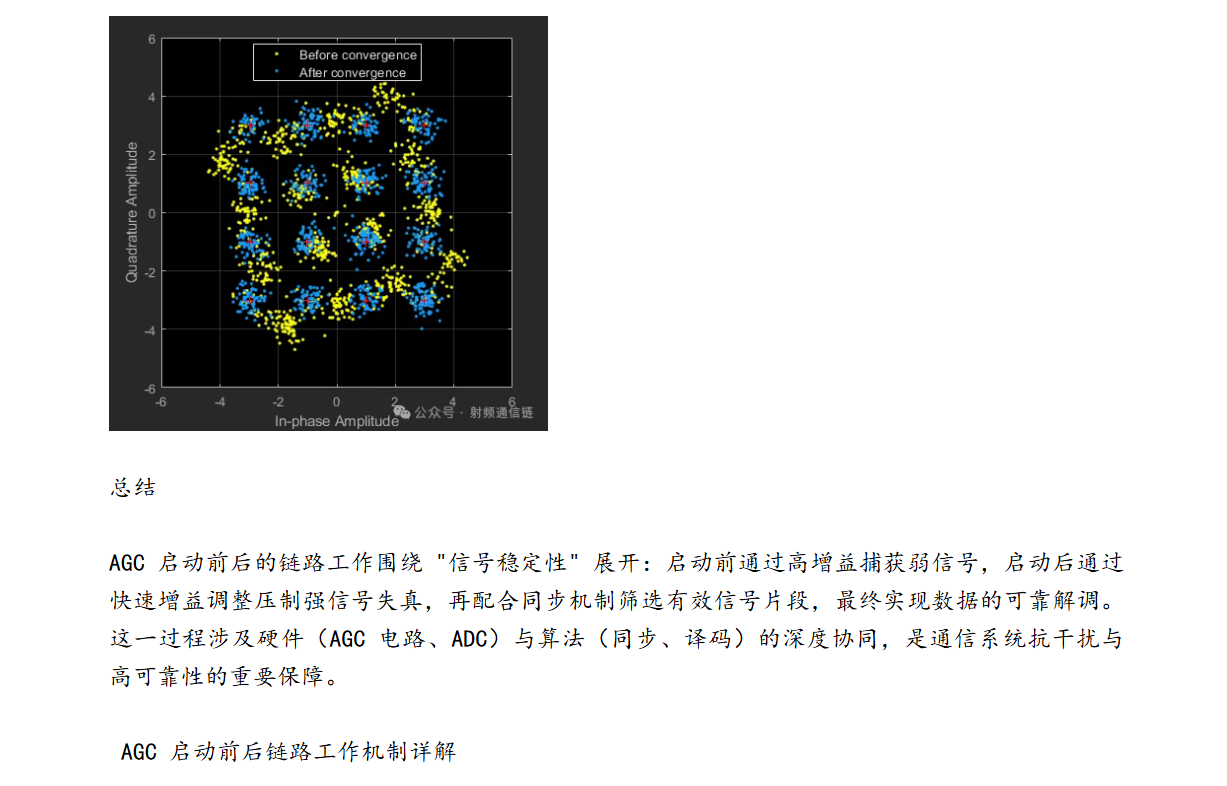 Before convergence
After convergence
6
4
2
0
-2
-4
-6
Quadrature Amplitude
-6
-4
-2
0
2
4
6
In-phase Amplitude
公众号 · 射频通信链
总结
AGC 启动前后的链路工作围绕 "信号稳定性" 展开：启动前通过高增益捕获弱信号，启动后通过
快速增益调整压制强信号失真，再配合同步机制筛选有效信号片段，最终实现数据的可靠解调。
这一过程涉及硬件（AGC 电路、ADC）与算法（同步、译码）的深度协同，是通信系统抗干扰与
高可靠性的重要保障。
AGC 启动前后链路工作机制详解